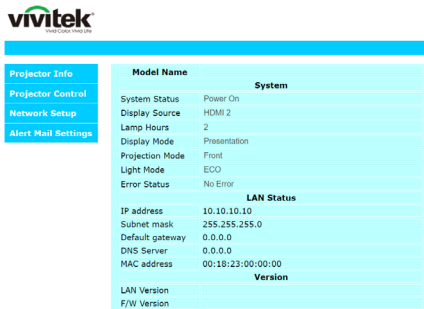 vivitek
Vivid Color, Vivid Life
Projector Info
Projector Control
Network Setup
Alert Mail Settings
Model Name
System
System Status Power On
Display Source HDMI 2
Lamp Hours 2
Display Mode Presentation
Projection Mode Front
Light Mode ECO
Error Status No Error
LAN Status
IP address 10.10.10.10
Subnet mask 255.255.255.0
Default gateway 0.0.0.0
DNS Server 0.0.0.0
MAC address 00:18:23:00:00:00
Version
LAN Version
F/W Version